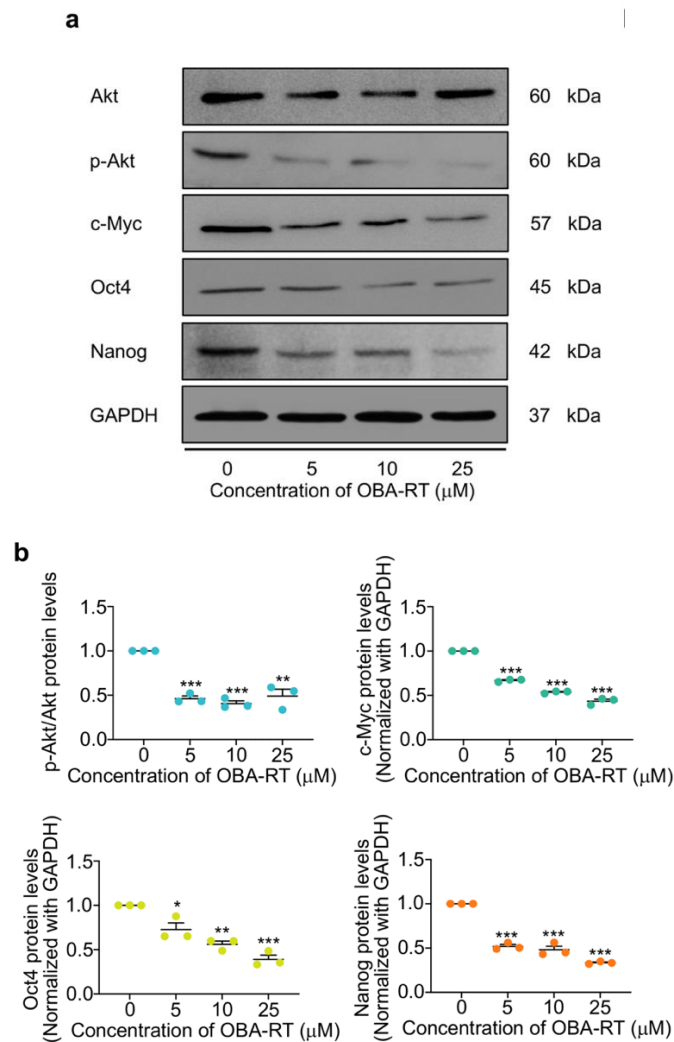 a
Akt 60 kDa
p-Akt 60 kDa
c-Myc 57 kDa
Oct4 45 kDa
Nanog 42 kDa
GAPDH 37 kDa
0 5 10 25
Concentration of OBA-RT (μM)
b
p-Akt/Akt protein levels
1.5
1.0
0.5
0.0
*** *** **
0 5 10 25
Concentration of OBA-RT (μM)
c-Myc protein levels
(Normalized with GAPDH)
1.5
1.0
0.5
0.0
*** *** ***
0 5 10 25
Concentration of OBA-RT (μM)
Oct4 protein levels
(Normalized with GAPDH)
1.5
1.0
0.5
0.0
* ** ***
0 5 10 25
Concentration of OBA-RT (μM)
Nanog protein levels
(Normalized with GAPDH)
1.5
1.0
0.5
0.0
*** *** ***
0 5 10 25
Concentration of OBA-RT (μM)